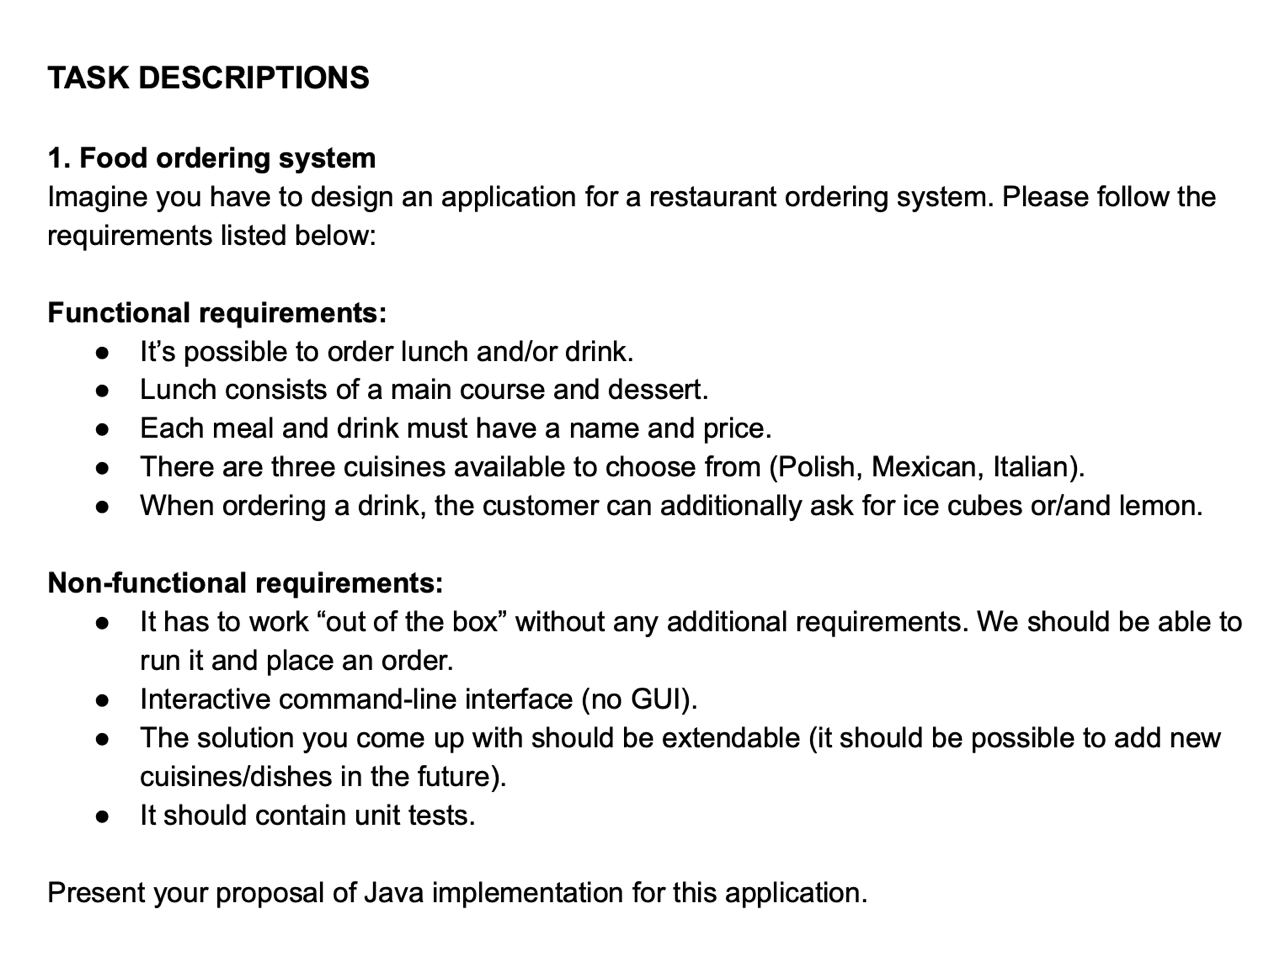 TASK DESCRIPTIONS
1. Food ordering system
Imagine you have to design an application for a restaurant ordering system. Please follow the
requirements listed below:
Functional requirements:
● It’s possible to order lunch and/or drink.
● Lunch consists of a main course and dessert.
● Each meal and drink must have a name and price.
● There are three cuisines available to choose from (Polish, Mexican, Italian).
● When ordering a drink, the customer can additionally ask for ice cubes or/and lemon.
Non-functional requirements:
● It has to work “out of the box” without any additional requirements. We should be able to
run it and place an order.
● Interactive command-line interface (no GUI).
● The solution you come up with should be extendable (it should be possible to add new
cuisines/dishes in the future).
● It should contain unit tests.
Present your proposal of Java implementation for this application.